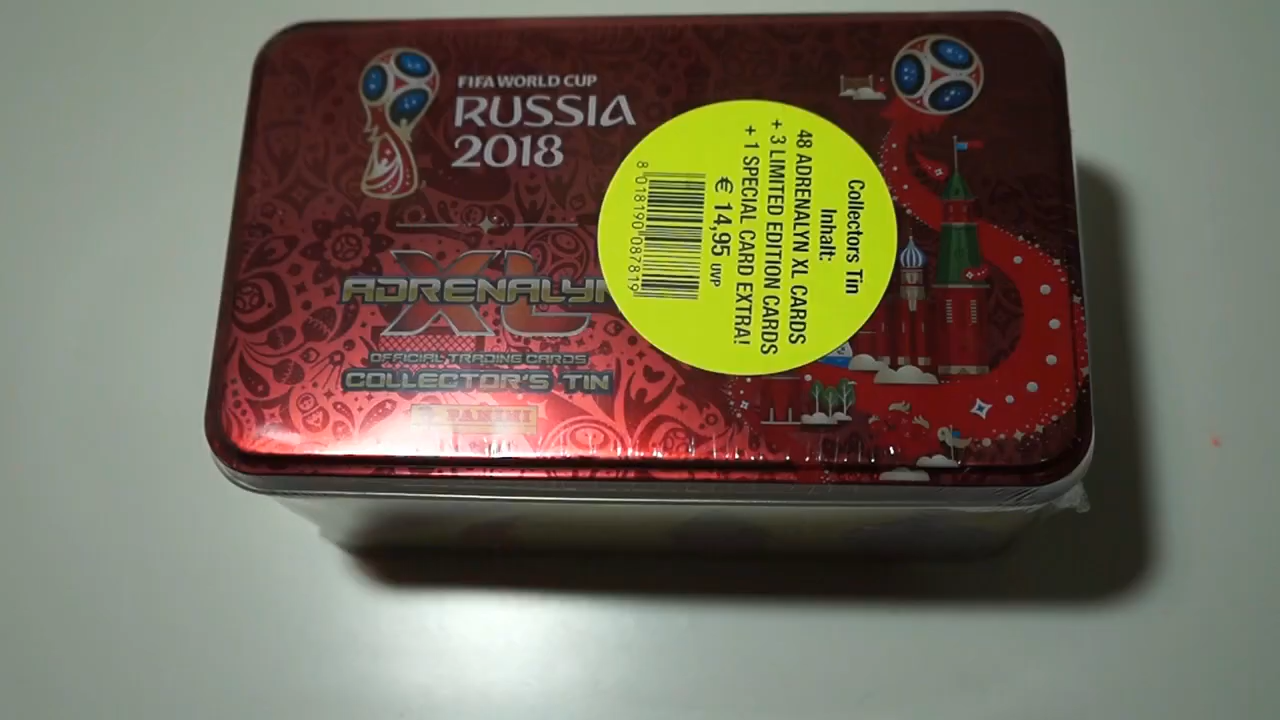 FIFA WORLD CUP
RUSSIA
2018
XL
ADRENALYN
OFFICIAL TRADING CARDS
COLLECTOR'S TIN
PANINI
Collectors Tin
Inhalt:
48 ADRENALYN XL CARDS
+ 3 LIMITED EDITION CARDS
+ 1 SPECIAL CARD EXTRA!
€ 14,95 UVP
8 018190 087819